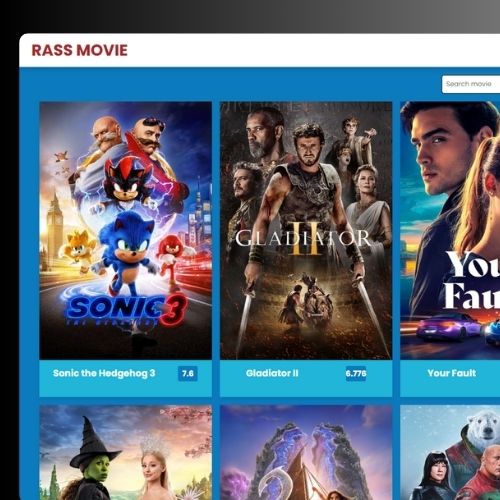 RASS MOVIE
Search movie
SONIC 3
THE HEDGEHOG
GLADIATOR
II
You
Fau
Sonic the Hedgehog 3
7.6
Gladiator II
6.776
Your Fault